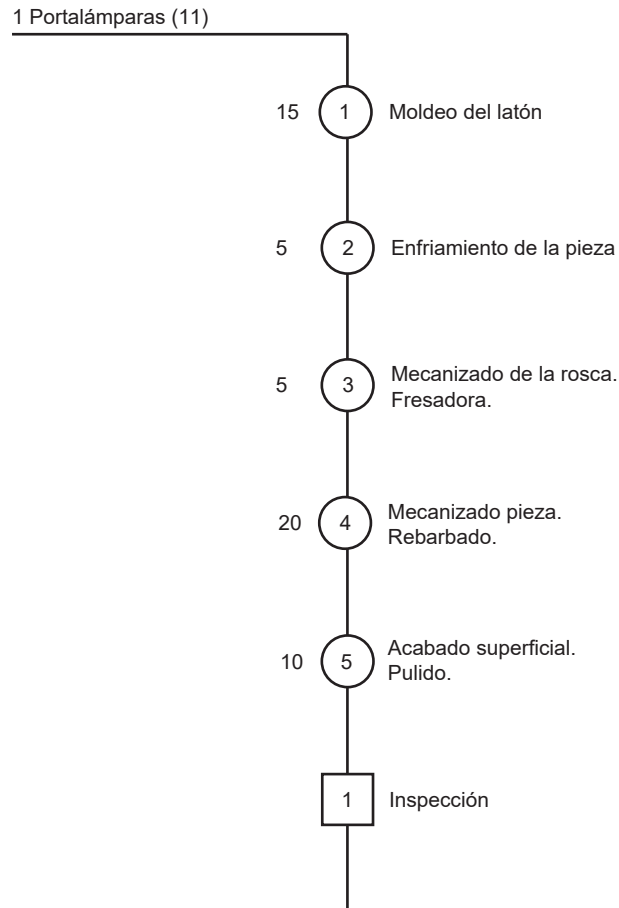 1 Portalámparas (11)
15 1 Moldeo del latón
5 2 Enfriamiento de la pieza
5 3 Mecanizado de la rosca.
Fresadora.
20 4 Mecanizado pieza.
Rebarbado.
10 5 Acabado superficial.
Pulido.
1 Inspección